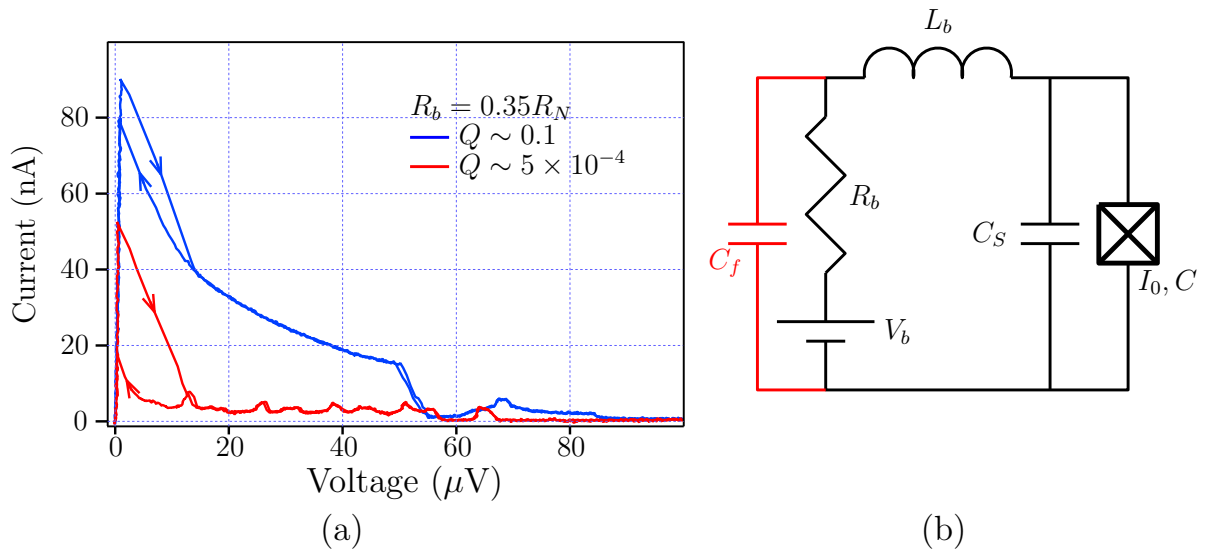 Current (nA)
80
60
40
20
0
R_b = 0.35R_N
Q ∼ 0.1
Q ∼ 5 × 10^{−4}
0
20
40
60
80
Voltage (μV)
(a)
L_b
R_b
C_S
C_f
I_0, C
V_b
(b)